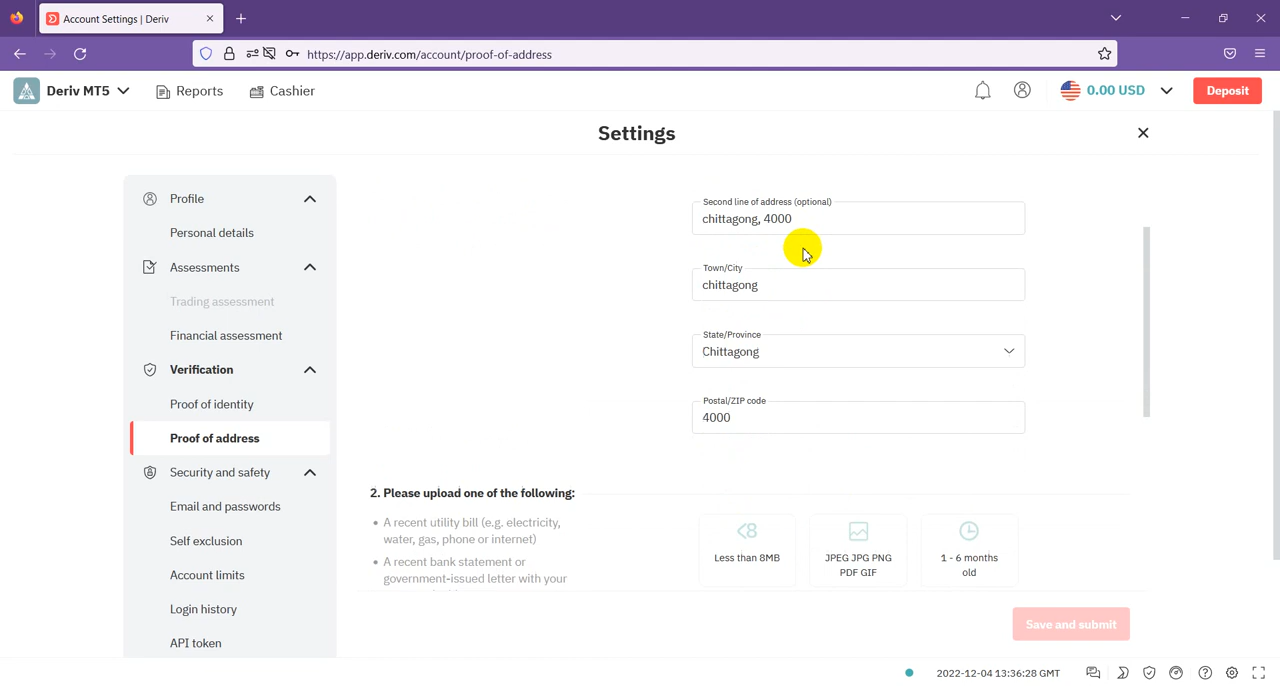 Account Settings | Deriv
https://app.deriv.com/account/proof-of-address
Deriv MT5
Reports
Cashier
0.00 USD
Deposit
Settings
Profile
Personal details
Assessments
Trading assessment
Financial assessment
Verification
Proof of identity
Proof of address
Security and safety
Email and passwords
Self exclusion
Account limits
Login history
API token
Second line of address (optional)
chittagong, 4000
Town/City
chittagong
State/Province
Chittagong
Postal/ZIP code
4000
2. Please upload one of the following:
• A recent utility bill (e.g. electricity,
water, gas, phone or internet)
• A recent bank statement or
government-issued letter with your
<8
Less than 8MB
JPEG JPG PNG
PDF GIF
1 - 6 months
old
Save and submit
2022-12-04 13:36:28 GMT